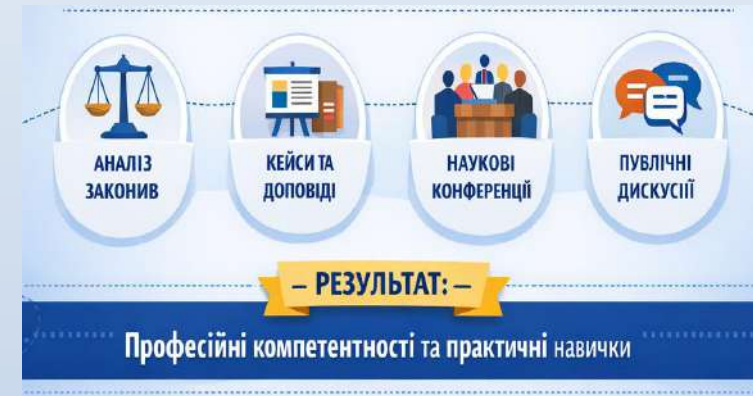 АНАЛІЗ
ЗАКОНИВ
КЕЙСИ ТА
ДОПОВІДІ
НАУКОВІ
КОНФЕРЕНЦІЇ
ПУБЛІЧНІ
ДИСКУСІЇ
– РЕЗУЛЬТАТ: –
Професійні компетентності та практичні навички